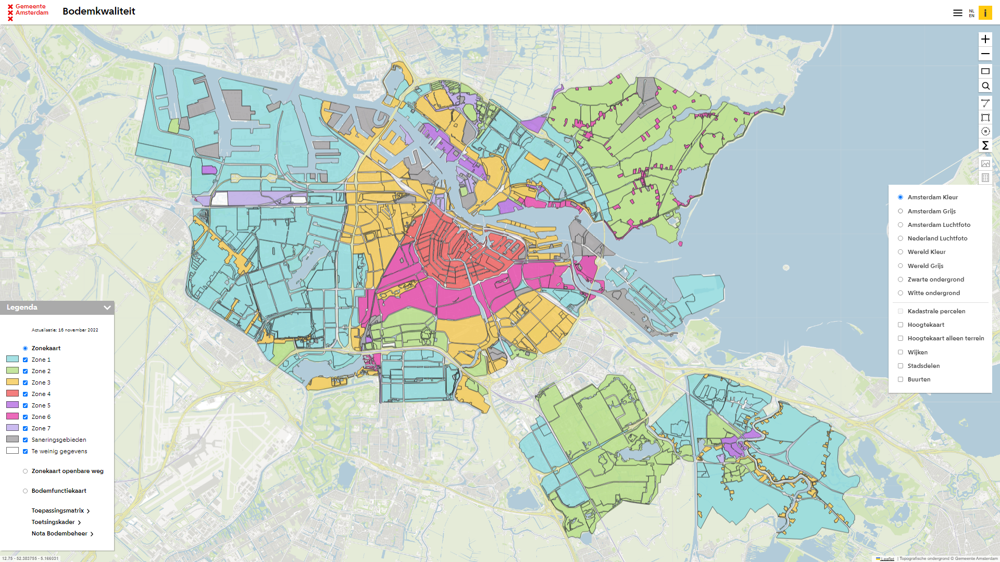 Gemeente
Amsterdam
Bodemkwaliteit
NL
EN
i
Amsterdam Kleur
Amsterdam Grijs
Amsterdam Luchtfoto
Nederland Luchtfoto
Wereld Kleur
Wereld Grijs
Zwarte ondergrond
Witte ondergrond
Kadastrale percelen
Hoogtekaart
Hoogtekaart alleen terrein
Wijken
Stadsdelen
Buurten
Legenda
Actualisatie: 16 november 2022
Zonekaart
Zone 1
Zone 2
Zone 3
Zone 4
Zone 5
Zone 6
Zone 7
Saneringsgebieden
Te weinig gegevens
Zonekaart openbare weg
Bodemfunctiekaart
Toepassingsmatrix
Toetsingskader
Nota Bodembeheer
12.75 - 52.383755 - 5.166031
Leaflet | Topografische ondergrond © Gemeente Amsterdam